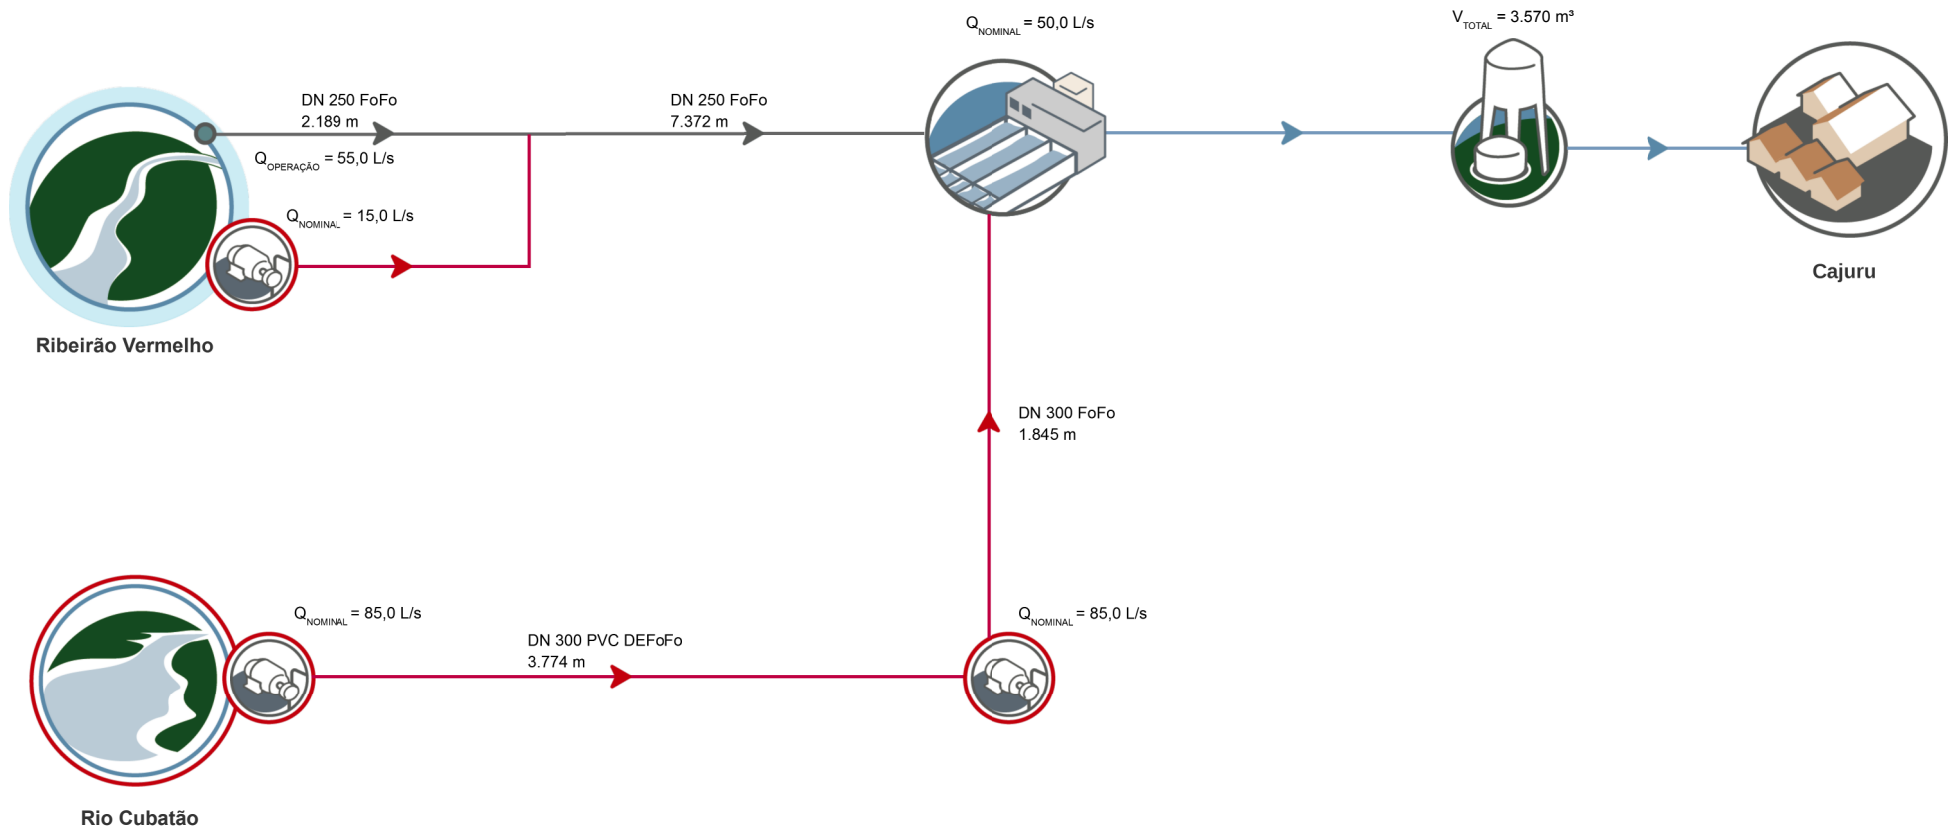 Q NOMINAL = 50,0 L/s
V TOTAL = 3.570 m³
DN 250 FoFo
2.189 m
DN 250 FoFo
7.372 m
Q OPERAÇÃO = 55,0 L/s
Q NOMINAL = 15,0 L/s
Cajuru
Ribeirão Vermelho
DN 300 FoFo
1.845 m
Q NOMINAL = 85,0 L/s
Q NOMINAL = 85,0 L/s
DN 300 PVC DEFoFo
3.774 m
Rio Cubatão